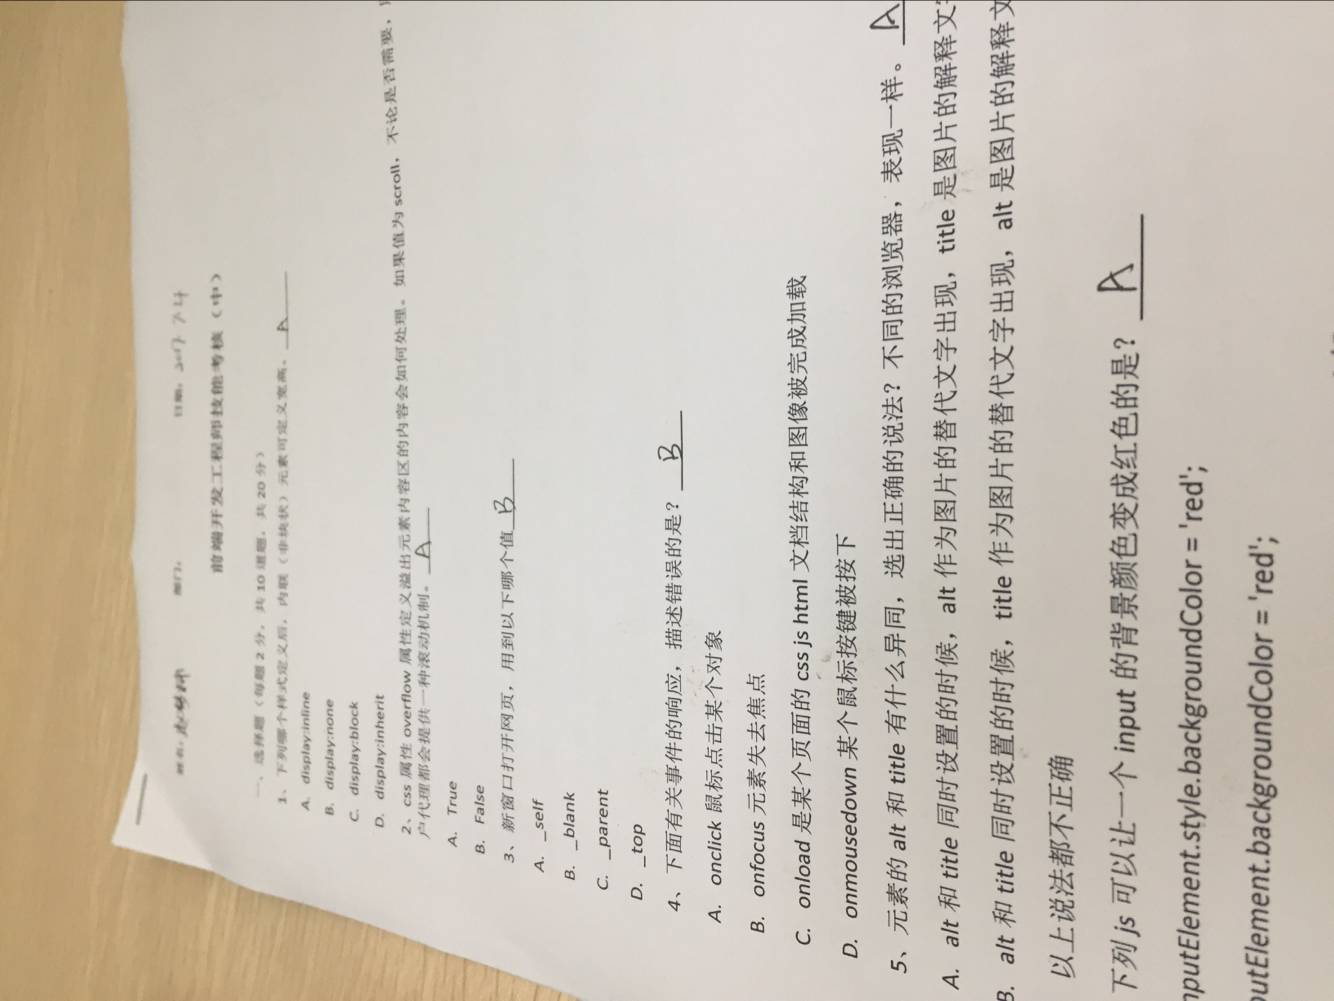 姓名： 部门： 日期： 2017 7.4
前端开发工程师技能考核（中）
一、选择题（每题 2 分，共 10 道题，共 20 分）
1、下列哪个样式定义后，内联（非块状）元素可定义宽高。 A
A. display:inline
B. display:none
C. display:block
D. display:inherit
2、css 属性 overflow 属性定义溢出元素内容区的内容会如何处理。如果值为 scroll，不论是否需要，
户代理都会提供一种滚动机制。 A
A. True
B. False
3、新窗口打开网页，用到以下哪个值 B
A. _self
B. _blank
C. _parent
D. _top
4、下面有关事件的响应，描述错误的是？ B
A. onclick 鼠标点击某个对象
B. onfocus 元素失去焦点
C. onload 是某个页面的 css js html 文档结构和图像被完成加载
D. onmousedown 某个鼠标按键被按下
5、元素的 alt 和 title 有什么异同，选出正确的说法？不同的浏览器，表现一样。 A
A. alt 和 title 同时设置的时候，alt 作为图片的替代文字出现，title 是图片的解释文
B. alt 和 title 同时设置的时候，title 作为图片的替代文字出现，alt 是图片的解释文
以上说法都不正确
下列 js 可以让一个 input 的背景颜色变成红色的是？ A
nputElement.style.backgroundColor = 'red';
utElement.backgroundColor = 'red';